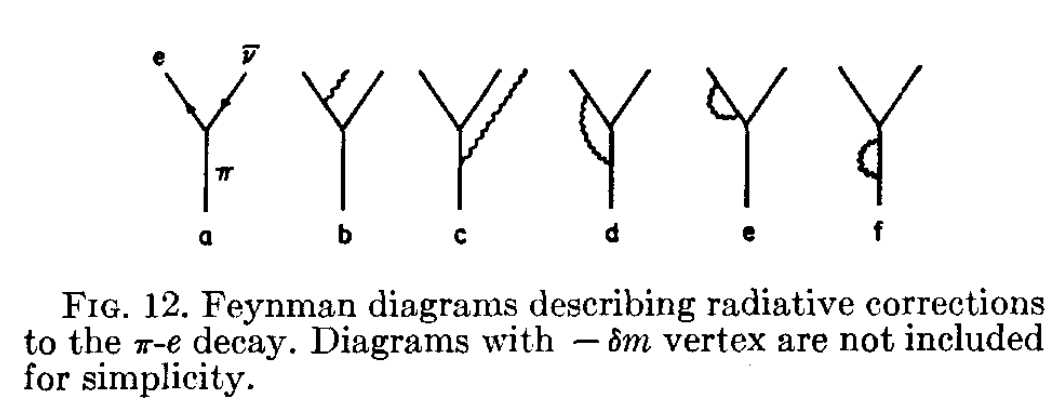 e ν̄
π
a b c d e f
FIG. 12. Feynman diagrams describing radiative corrections
to the π-e decay. Diagrams with −δm vertex are not included
for simplicity.